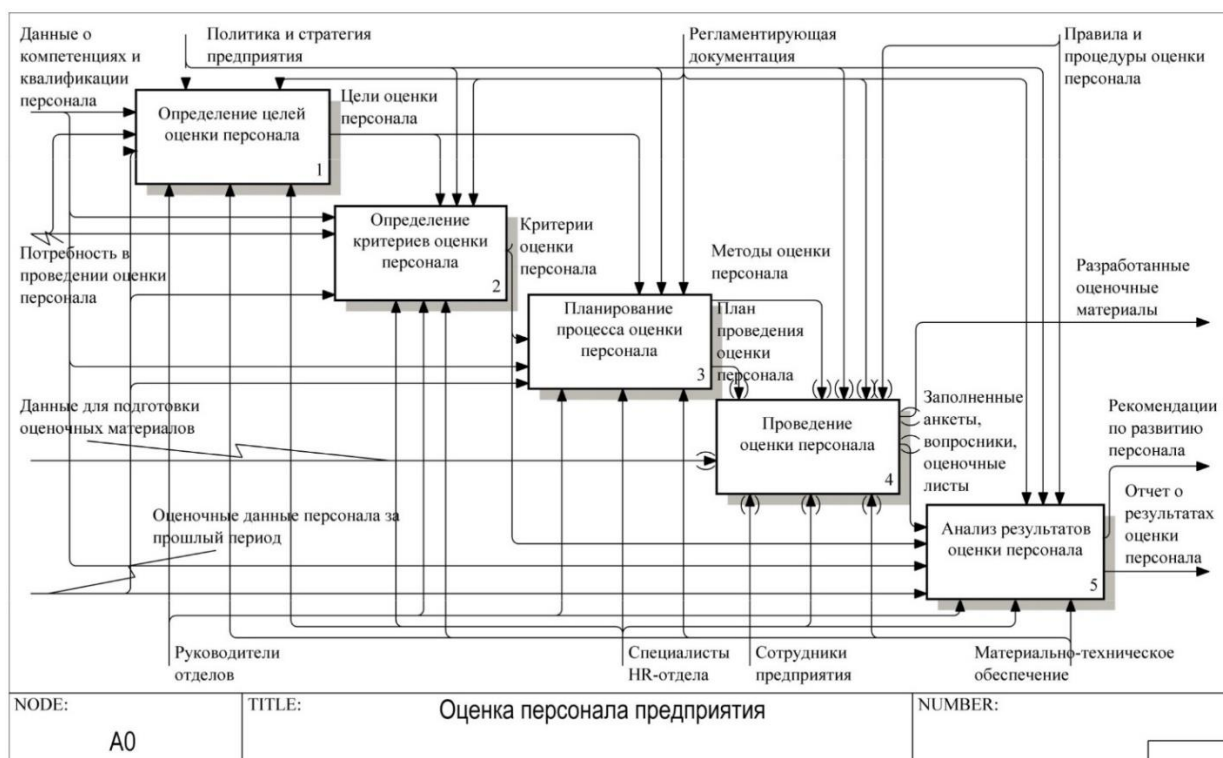 Данные о
компетенциях и
квалификации
персонала
Политика и стратегия
предприятия
Регламентирующая
документация
Правила и
процедуры оценки
персонала
Определение целей
оценки персонала
1
Цели оценки
персонала
Определение
критериев оценки
персонала
2
Критерии
оценки
персонала
Потребность в
проведении оценки
персонала
Методы оценки
персонала
Разработанные
оценочные
материалы
Планирование
процесса оценки
персонала
3
План
проведения
оценки
персонала
Данные для подготовки
оценочных материалов
Проведение
оценки персонала
4
Заполненные
анкеты,
вопросники,
оценочные
листы
Рекомендации
по развитию
персонала
Оценочные данные персонала за
прошлый период
Анализ результатов
оценки персонала
5
Отчет о
результатах
оценки
персонала
Руководители
отделов
Специалисты
HR-отдела
Сотрудники
предприятия
Материально-техническое
обеспечение
NODE:
A0
TITLE:
Оценка персонала предприятия
NUMBER: